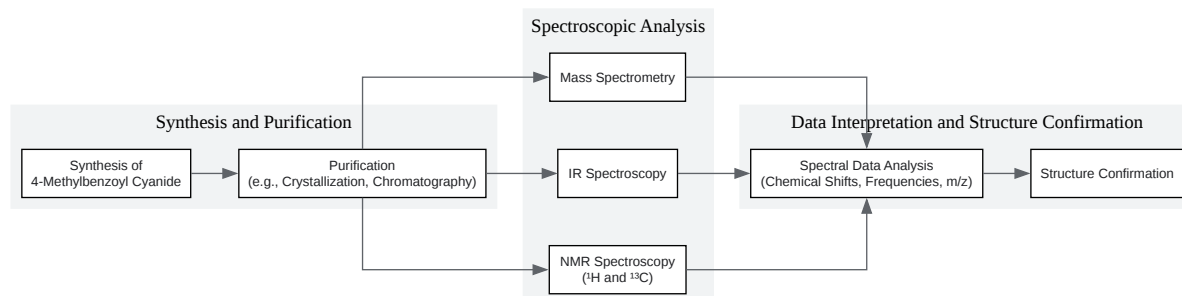 Spectroscopic Analysis
Mass Spectrometry
Synthesis and Purification
Data Interpretation and Structure Confirmation
Synthesis of
4-Methylbenzoyl Cyanide
Purification
(e.g., Crystallization, Chromatography)
IR Spectroscopy
Spectral Data Analysis
(Chemical Shifts, Frequencies, m/z)
Structure Confirmation
NMR Spectroscopy
(¹H and ¹³C)